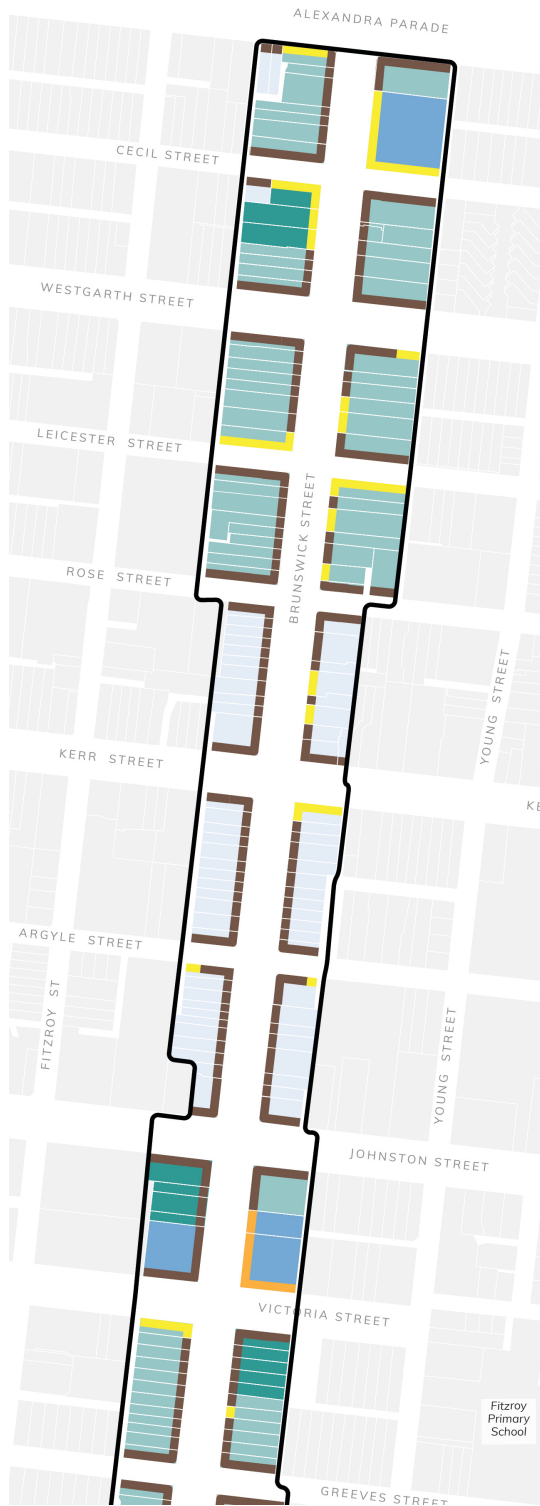 ALEXANDRA PARADE
CECIL STREET
WESTGARTH STREET
LEICESTER STREET
BRUNSWICK STREET
ROSE STREET
YOUNG STREET
KERR STREET
KE
ARGYLE STREET
FITZROY ST
YOUNG STREET
JOHNSTON STREET
VICTORIA STREET
Fitzroy
Primary
School
GREEVES STREET